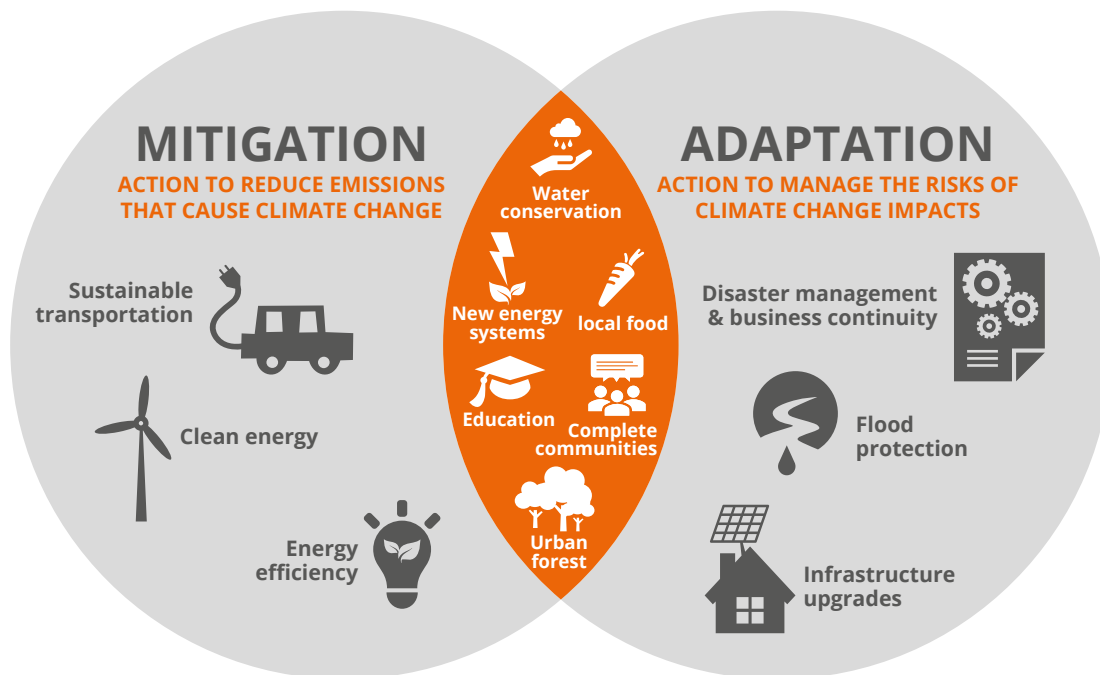 MITIGATION
ACTION TO REDUCE EMISSIONS
THAT CAUSE CLIMATE CHANGE
Sustainable
transportation
Clean energy
Energy
efficiency
Water
conservation
New energy
systems
local food
Education
Complete
communities
Urban
forest
ADAPTATION
ACTION TO MANAGE THE RISKS OF
CLIMATE CHANGE IMPACTS
Disaster management
& business continuity
Flood
protection
Infrastructure
upgrades